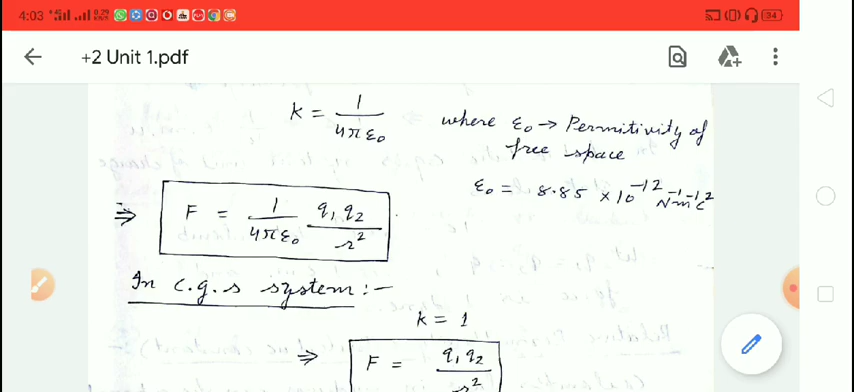 4:03 84
+2 Unit 1.pdf
k = 1/4πε₀ where ε₀ → Permitivity of
free space
ε₀ = 8.85 × 10⁻¹² N⁻¹m⁻²C²
⇒ F = 1/4πε₀ q₁q₂/r²
In c.g.s system :-
k = 1
⇒ F = q₁q₂/r²